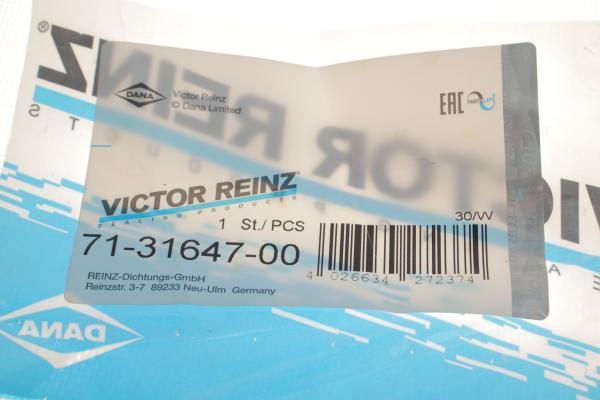 DANA
Victor Reinz
© Dana Limited
EAC
VICTOR REINZ®
SEALING PRODUCTS
1 St./PCS
30/W
71-31647-00
4 026634 272374
REINZ-Dichtungs-GmbH
Reinzstr. 3-7 89233 Neu-Ulm Germany
DANA